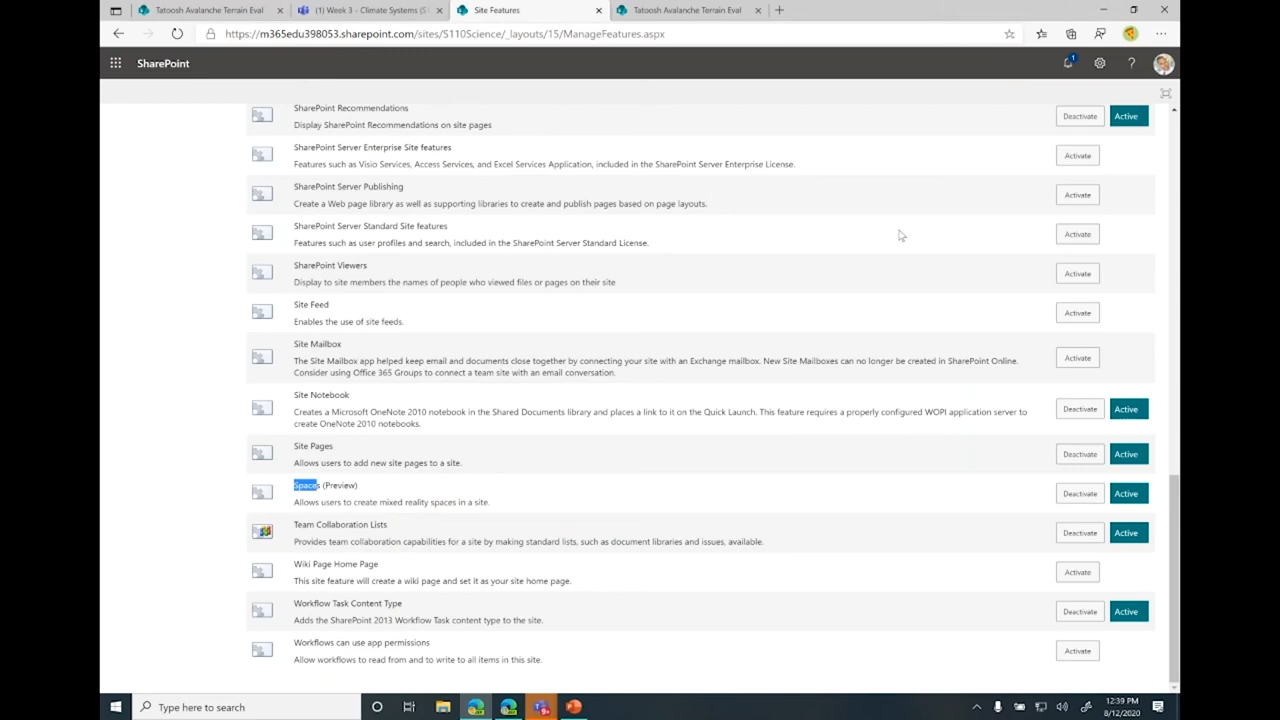 Tatoosh Avalanche Terrain Eval
(1) Week 3 - Climate Systems (S
Site Features
Tatoosh Avalanche Terrain Eval
https://m365edu398053.sharepoint.com/sites/S110Science/_layouts/15/ManageFeatures.aspx
SharePoint
1
SharePoint Recommendations
Display SharePoint Recommendations on site pages
Deactivate Active
SharePoint Server Enterprise Site features
Features such as Visio Services, Access Services, and Excel Services Application, included in the SharePoint Server Enterprise License.
Activate
SharePoint Server Publishing
Create a Web page library as well as supporting libraries to create and publish pages based on page layouts.
Activate
SharePoint Server Standard Site features
Features such as user profiles and search, included in the SharePoint Server Standard License.
Activate
SharePoint Viewers
Display to site members the names of people who viewed files or pages on their site
Activate
Site Feed
Enables the use of site feeds.
Activate
Site Mailbox
The Site Mailbox app helped keep email and documents close together by connecting your site with an Exchange mailbox. New Site Mailboxes can no longer be created in SharePoint Online.
Consider using Office 365 Groups to connect a team site with an email conversation.
Activate
Site Notebook
Creates a Microsoft OneNote 2010 notebook in the Shared Documents library and places a link to it on the Quick Launch. This feature requires a properly configured WOPI application server to
create OneNote 2010 notebooks.
Deactivate Active
Site Pages
Allows users to add new site pages to a site.
Deactivate Active
Spaces (Preview)
Allows users to create mixed reality spaces in a site.
Deactivate Active
Team Collaboration Lists
Provides team collaboration capabilities for a site by making standard lists, such as document libraries and issues, available.
Deactivate Active
Wiki Page Home Page
This site feature will create a wiki page and set it as your site home page.
Activate
Workflow Task Content Type
Adds the SharePoint 2013 Workflow Task content type to the site.
Deactivate Active
Workflows can use app permissions
Allow workflows to read from and to write to all items in this site.
Activate
Type here to search
12:39 PM
8/12/2020